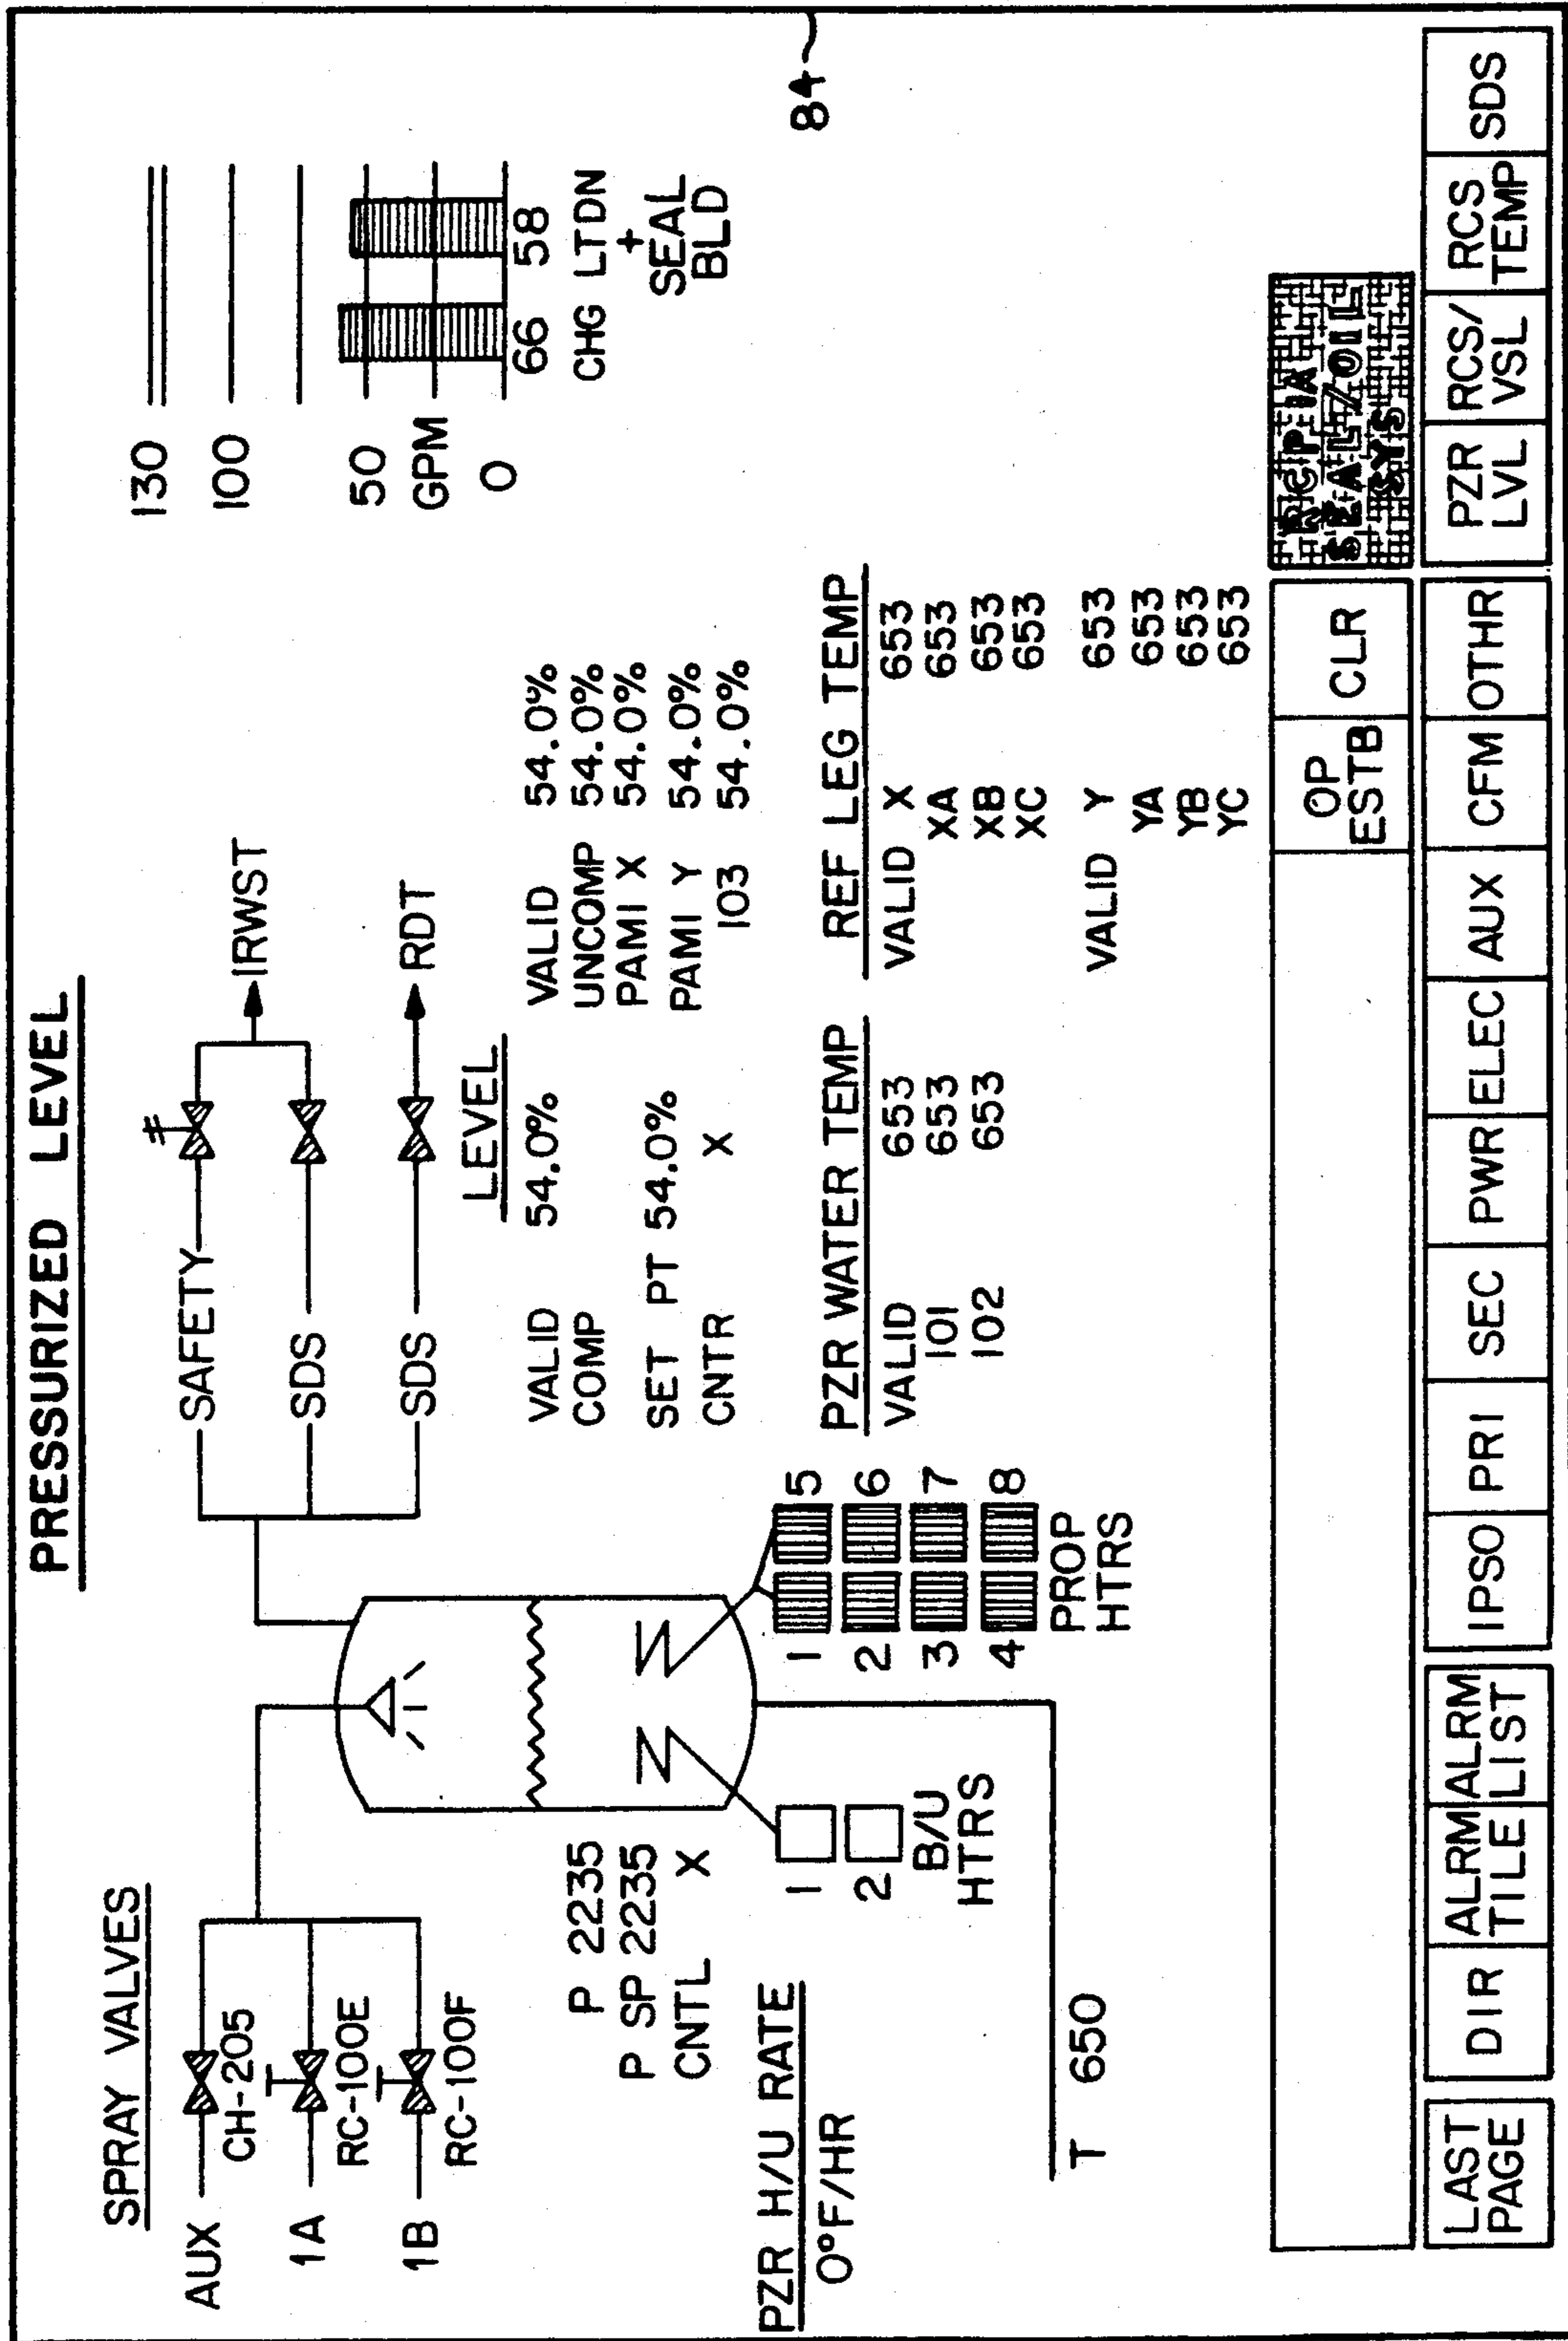 PRESSURIZED LEVEL
SPRAY VALVES
AUX
CH-205
1A
RC-100E
1B
RC-100F
SAFETY
IRWST
SDS
SDS
RDT
130
100
50
GPM
0
66 58
CHG LTDN
+
SEAL
BLD
84
P 2235
P SP 2235
CNTL X
LEVEL
VALID 54.0% VALID 54.0%
COMP UNCOMP 54.0%
PAMI X 54.0%
SET PT 54.0% PAMI Y 54.0%
CNTR X 103 54.0%
PZR H/U RATE
0°F/HR
1
2
B/U
HTRS
1 5
2 6
3 7
4 8
PROP
HTRS
PZR WATER TEMP
VALID 653
101 653
102 653
REF LEG TEMP
VALID X 653
XA 653
XB 653
XC 653
VALID Y 653
YA 653
YB 653
YC 653
T 650
OP
ESTB
CLR
RCP 1A
SEAL/OIL
SYS
LAST
PAGE
DIR
ALRM
TILE
ALRM
LIST
IPSO
PRI
SEC
PWR
ELEC
AUX
CFM
OTHR
PZR
LVL
RCS/
VSL
RCS
TEMP
SDS